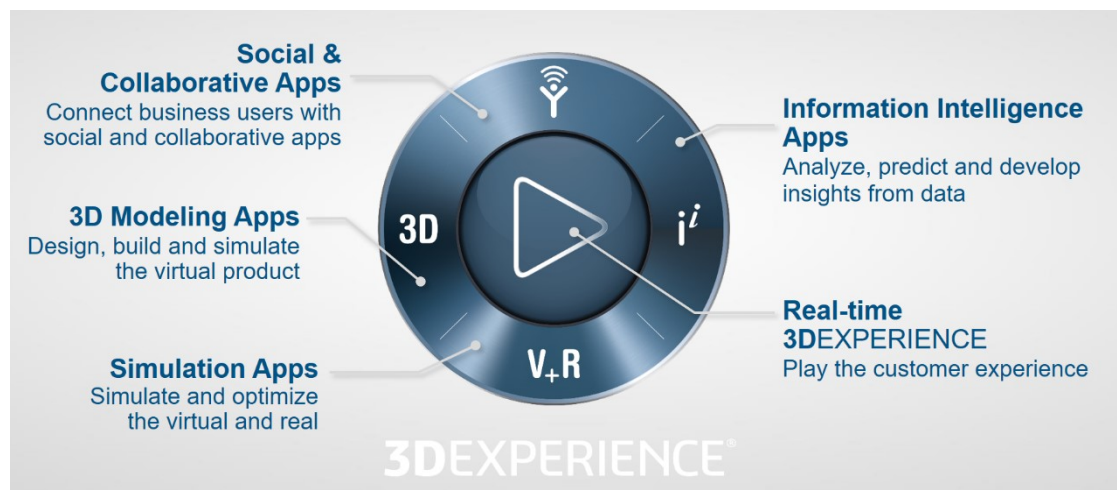 Social &
Collaborative Apps
Connect business users with
social and collaborative apps
3D Modeling Apps
Design, build and simulate
the virtual product
Simulation Apps
Simulate and optimize
the virtual and real
3D
V+R
iⁱ
Information Intelligence
Apps
Analyze, predict and develop
insights from data
Real-time
3DEXPERIENCE
Play the customer experience
3DEXPERIENCE®